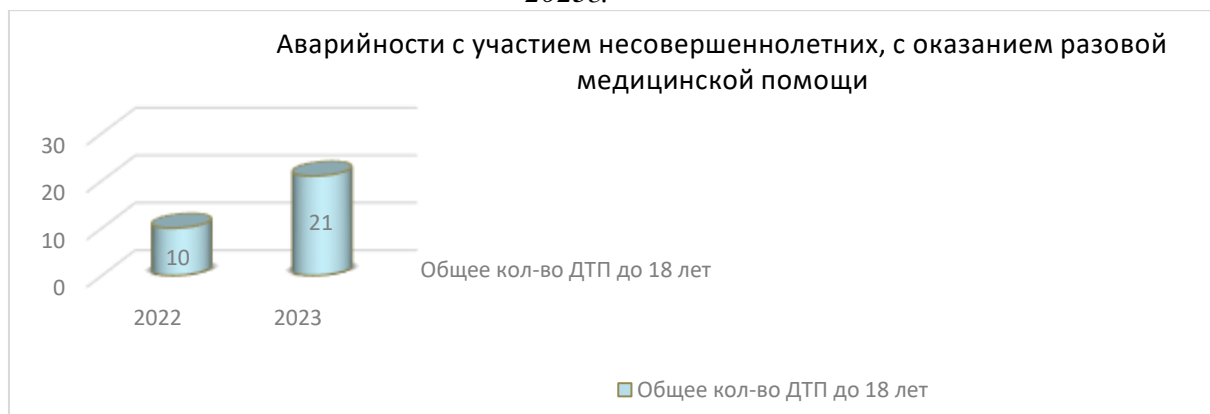 Аварийности с участием несовершеннолетних, с оказанием разовой
медицинской помощи
30
20
10
0
10
21
Общее кол-во ДТП до 18 лет
2022
2023
Общее кол-во ДТП до 18 лет